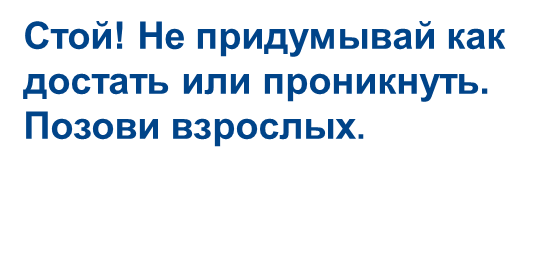 Стой! Не придумывай как
достать или проникнуть.
Позови взрослых.